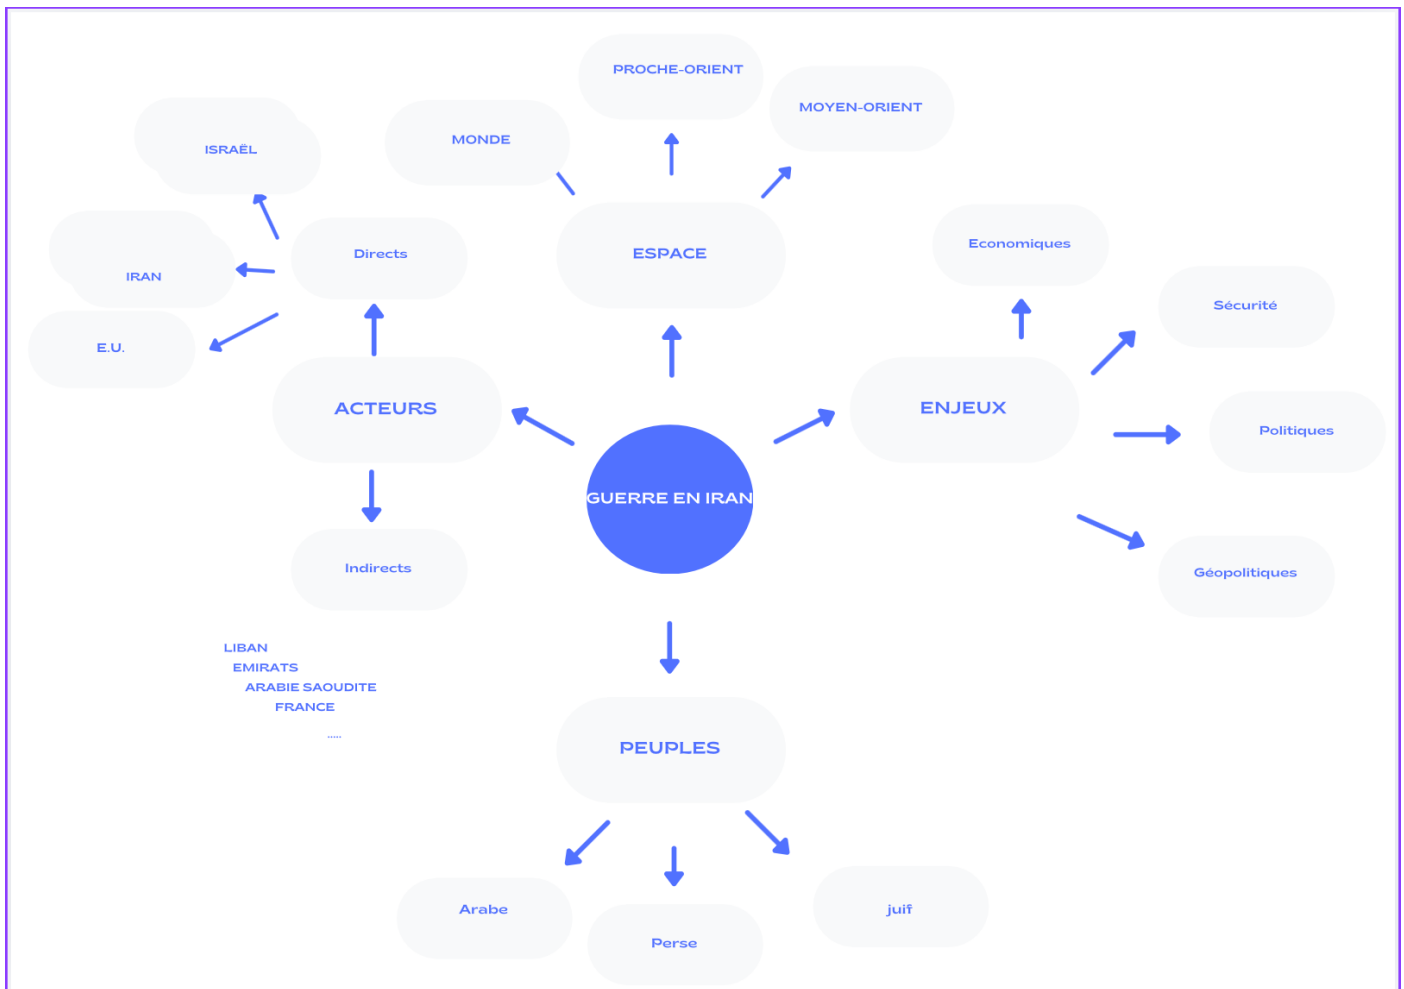 PROCHE-ORIENT
MOYEN-ORIENT
MONDE
ISRAËL
Directs
ESPACE
Economiques
IRAN
Sécurité
E.U.
ACTEURS
ENJEUX
Politiques
GUERRE EN IRAN
Indirects
Géopolitiques
LIBAN
EMIRATS
ARABIE SAOUDITE
FRANCE
.....
PEUPLES
Arabe
Perse
juif